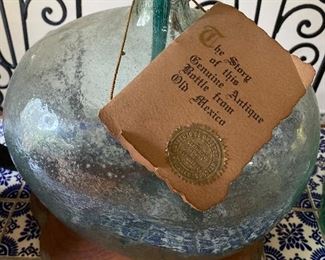 The Story
of this
Genuine Antique
Bottle from
Old Mexico